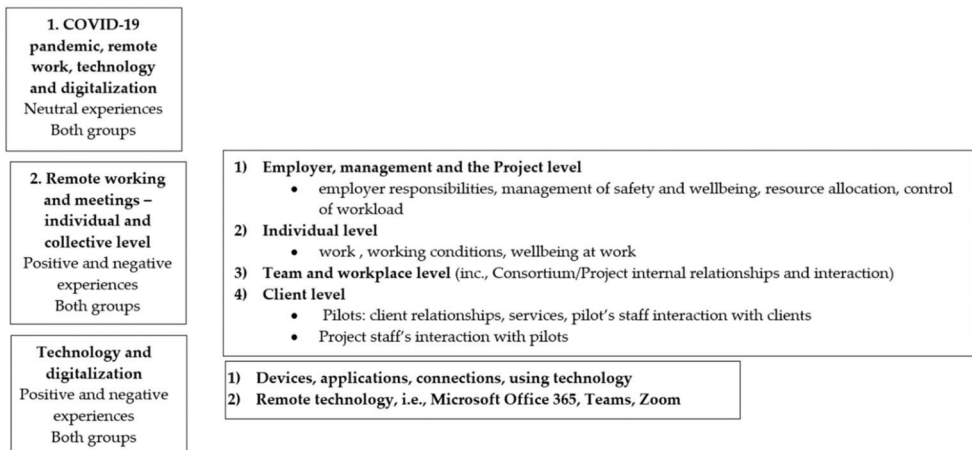 1. COVID-19
pandemic, remote
work, technology
and digitalization
Neutral experiences
Both groups
2. Remote working
and meetings –
individual and
collective level
Positive and negative
experiences
Both groups
1) Employer, management and the Project level
• employer responsibilities, management of safety and wellbeing, resource allocation, control
of workload
2) Individual level
• work , working conditions, wellbeing at work
3) Team and workplace level (inc., Consortium/Project internal relationships and interaction)
4) Client level
• Pilots: client relationships, services, pilot’s staff interaction with clients
• Project staff’s interaction with pilots
Technology and
digitalization
Positive and negative
experiences
Both groups
1) Devices, applications, connections, using technology
2) Remote technology, i.e., Microsoft Office 365, Teams, Zoom